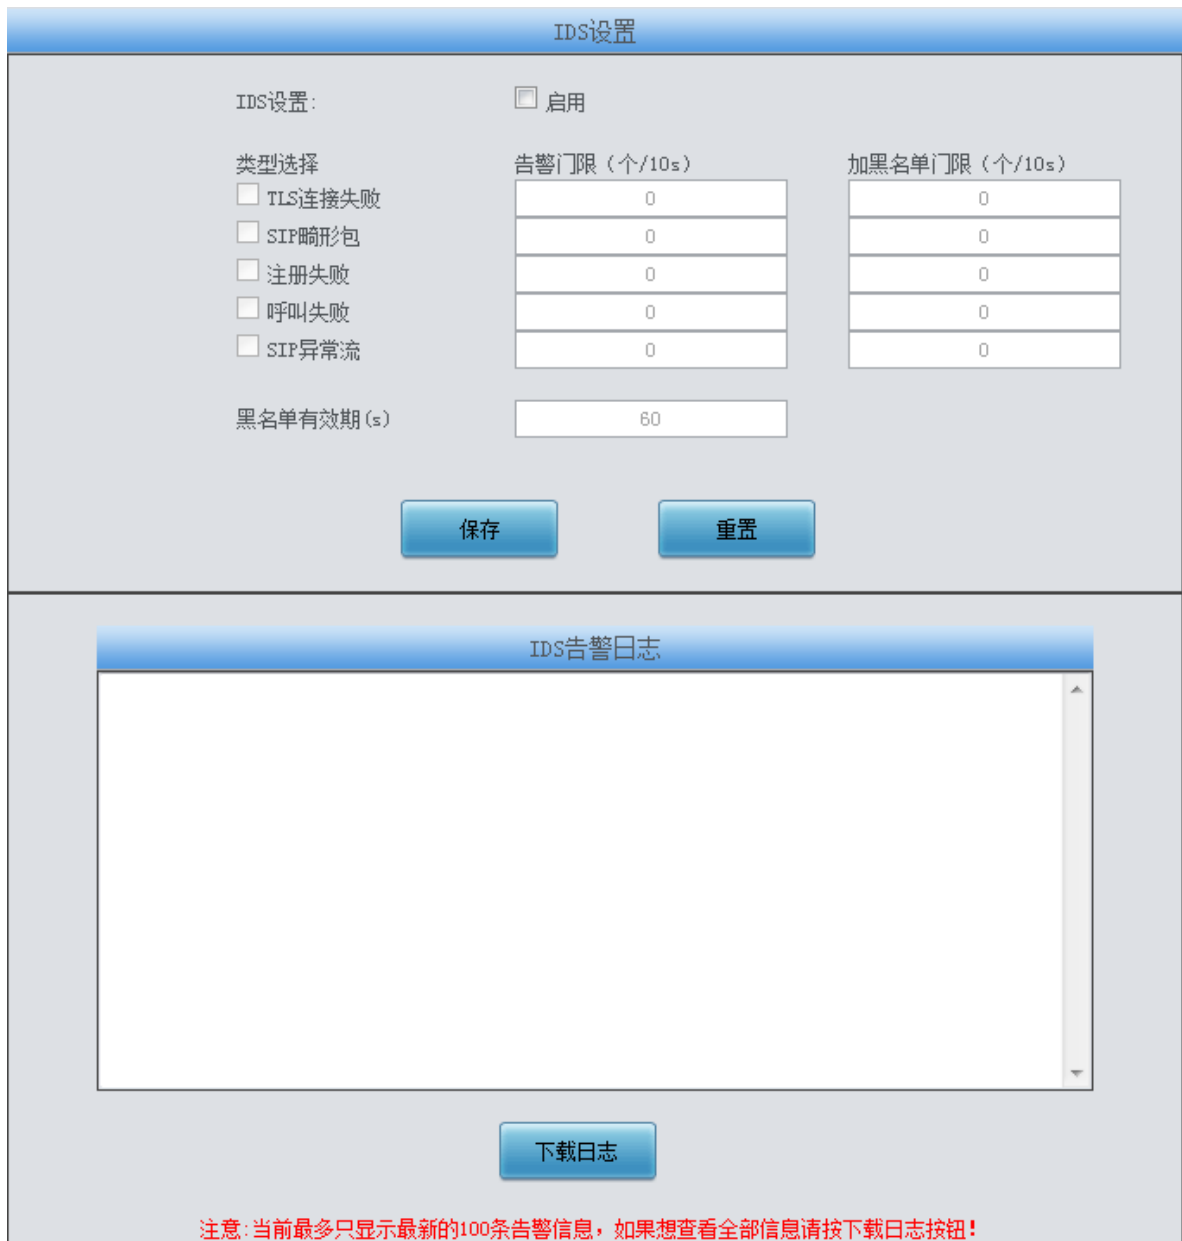 IDS设置
IDS设置: 启用
类型选择 告警门限（个/10s） 加黑名单门限（个/10s）
TLS连接失败 0 0
SIP畸形包 0 0
注册失败 0 0
呼叫失败 0 0
SIP异常流 0 0
黑名单有效期(s) 60
保存 重置
IDS告警日志
下载日志
注意:当前最多只显示最新的100条告警信息，如果想查看全部信息请按下载日志按钮！